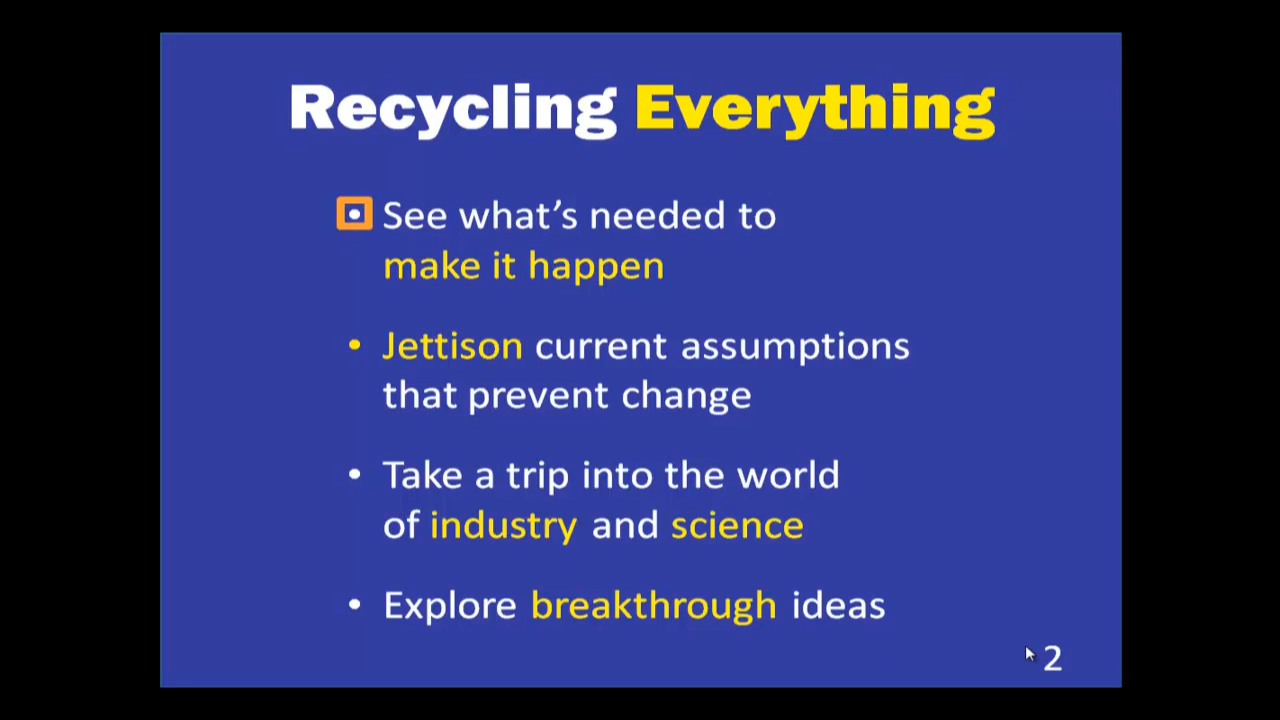 Recycling Everything
• See what’s needed to
make it happen
• Jettison current assumptions
that prevent change
• Take a trip into the world
of industry and science
• Explore breakthrough ideas
2